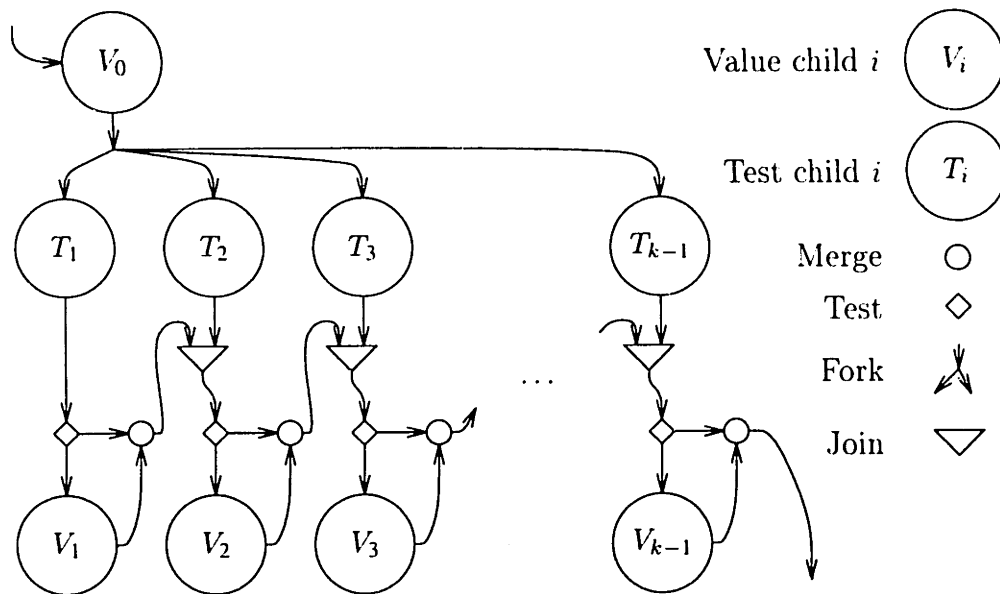 V₀
Value child i
Vᵢ
Test child i
Tᵢ
T₁ T₂ T₃ Tₖ₋₁
Merge
Test
Fork
Join
...
V₁ V₂ V₃ Vₖ₋₁